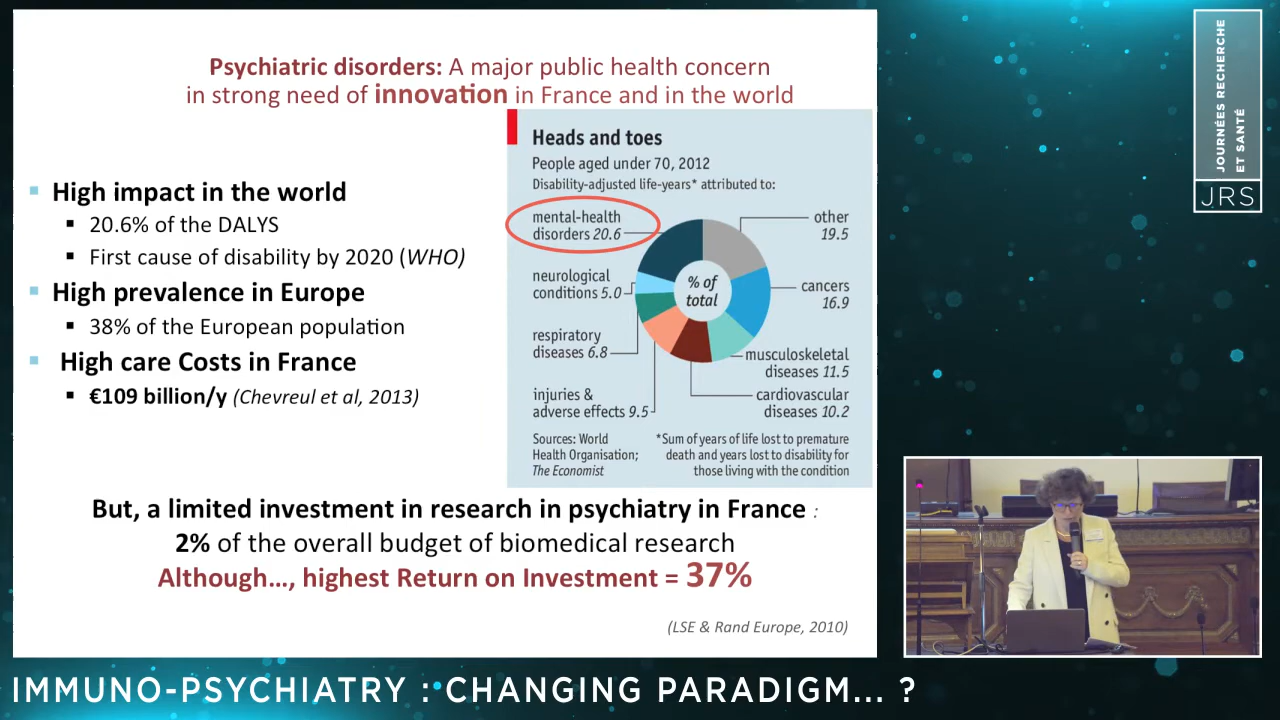 Psychiatric disorders: A major public health concern
in strong need of innovation in France and in the world
▪ High impact in the world
▪ 20.6% of the DALYS
▪ First cause of disability by 2020 (WHO)
▪ High prevalence in Europe
▪ 38% of the European population
▪ High care Costs in France
▪ €109 billion/y (Chevreul et al, 2013)
Heads and toes
People aged under 70, 2012
Disability-adjusted life-years* attributed to:
mental-health
disorders 20.6
neurological
conditions 5.0
respiratory
diseases 6.8
injuries &
adverse effects 9.5
% of
total
other
19.5
cancers
16.9
musculoskeletal
diseases 11.5
cardiovascular
diseases 10.2
Sources: World
Health Organisation;
The Economist
*Sum of years of life lost to premature
death and years lost to disability for
those living with the condition
But, a limited investment in research in psychiatry in France :
2% of the overall budget of biomedical research
Although..., highest Return on Investment = 37%
(LSE & Rand Europe, 2010)
JOURNÉES RECHERCHE
ET SANTÉ
JRS
IMMUNO-PSYCHIATRY : CHANGING PARADIGM... ?